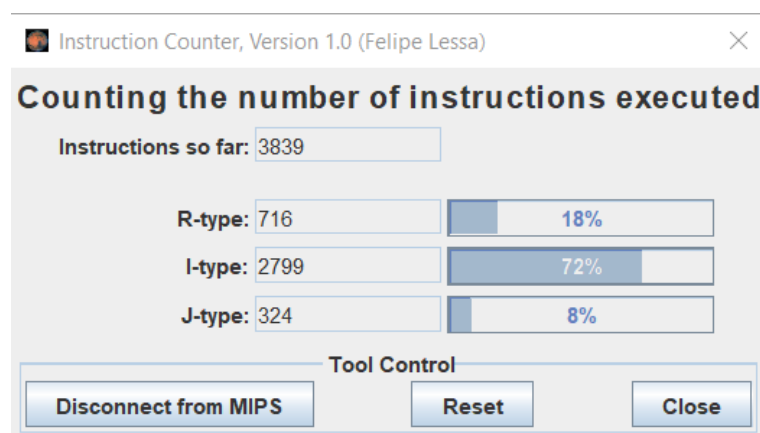 Instruction Counter, Version 1.0 (Felipe Lessa)
Counting the number of instructions executed
Instructions so far: 3839
R-type: 716 18%
I-type: 2799 72%
J-type: 324 8%
Tool Control
Disconnect from MIPS Reset Close